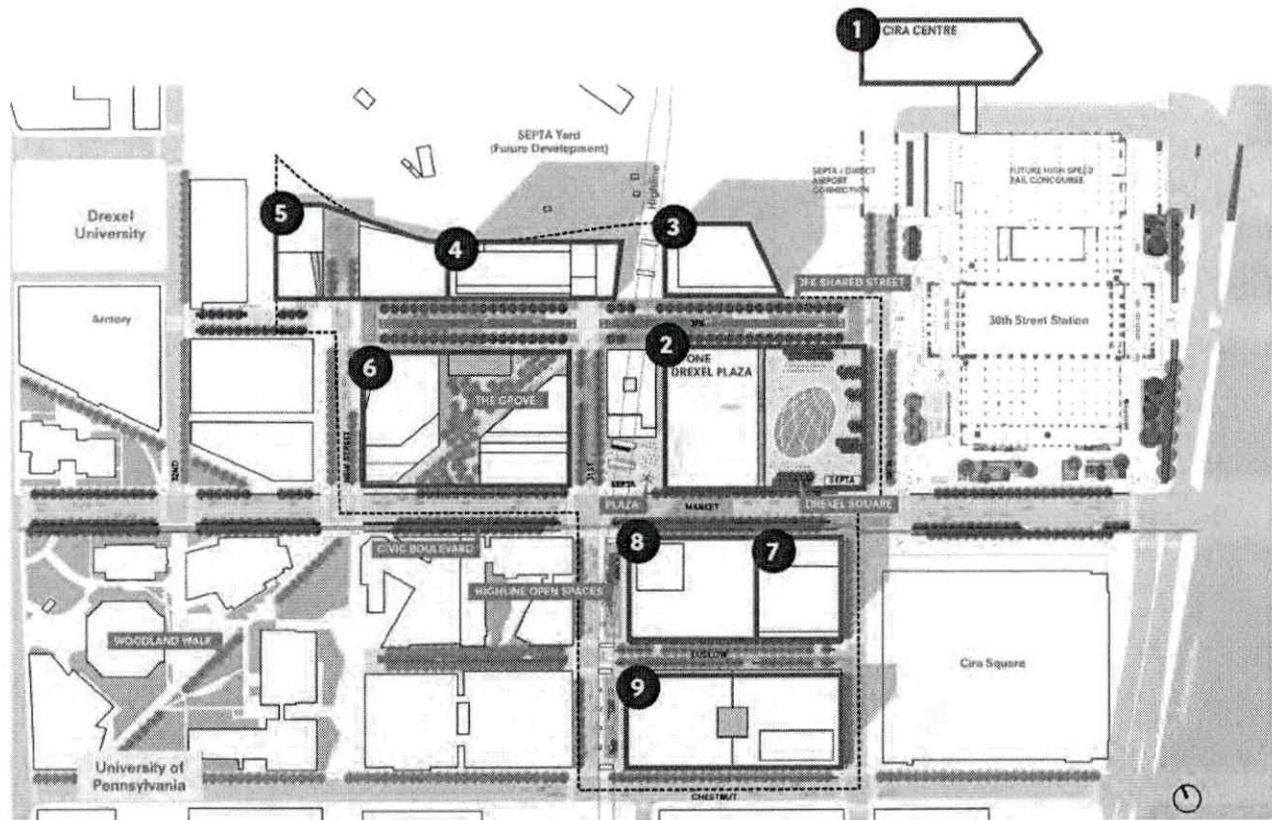 1
CIRA CENTRE
SEPTA Yard
(Future Development)
Highline
SEPTA / DIRECT
AIRPORT
CONNECTION
FUTURE HIGH SPEED
RAIL CONCOURSE
Drexel
University
5
4
3
JFK SHARED STREET
Armory
30th Street Station
JFK
6
2
ONE
DREXEL PLAZA
THE GROVE
32ND
31ST
SEPTA
SEPTA
PLAZA
MARKET
DREXEL SQUARE
CIVIC BOULEVARD
8
7
HIGHLINE OPEN SPACES
WOODLAND WALK
LUDLOW
Cira Square
9
University of
Pennsylvania
CHESTNUT